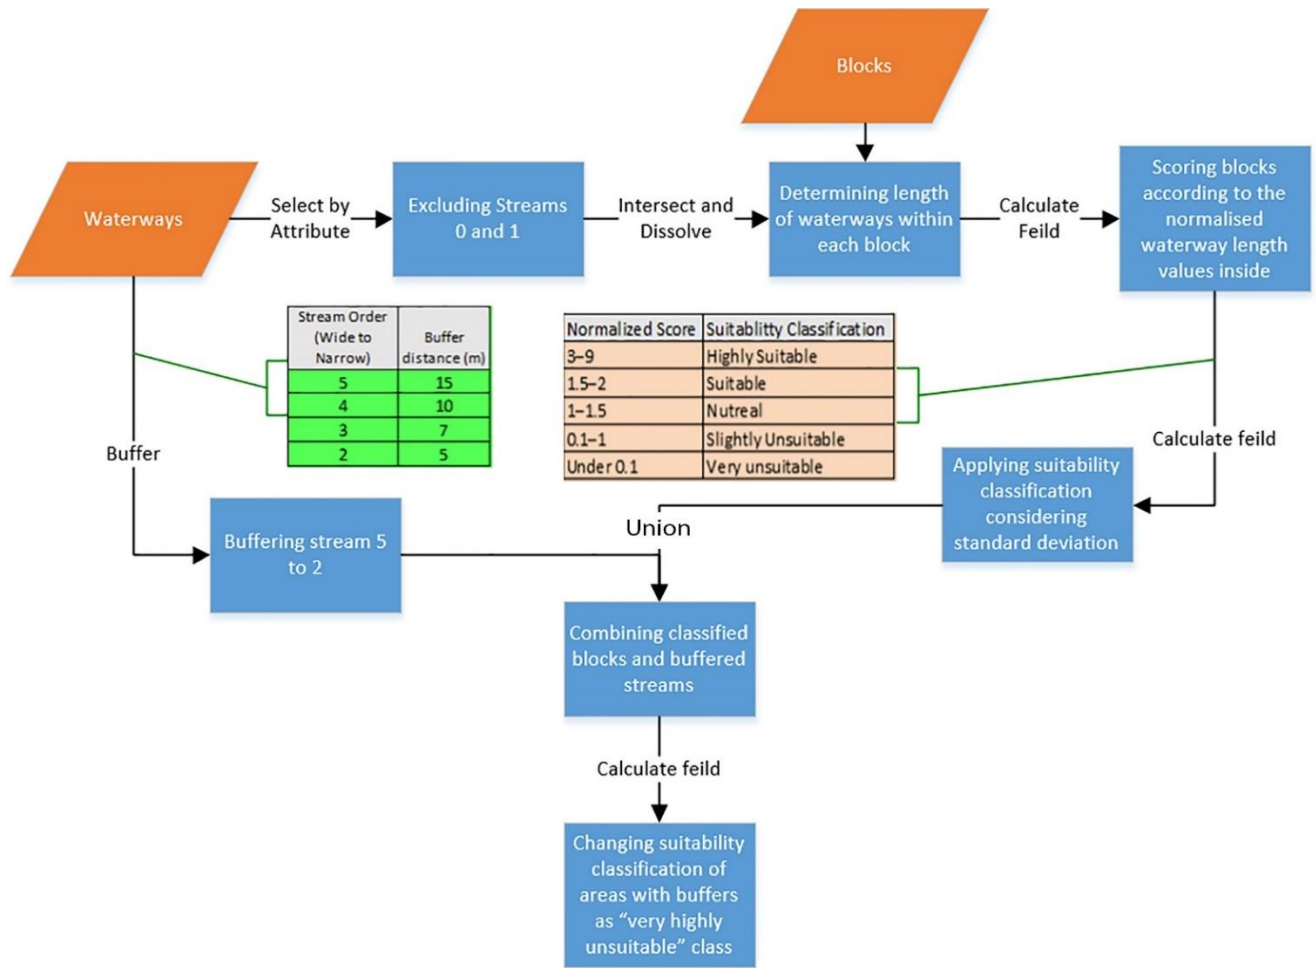 Blocks
Waterways
Select by
Attribute
Excluding Streams
0 and 1
Intersect and
Dissolve
Determining length
of waterways within
each block
Calculate
Feild
Scoring blocks
according to the
normalised
waterway length
values inside
Stream Order
(Wide to
Narrow)
Buffer
distance (m)
5 15
4 10
3 7
2 5
Normalized Score Suitablitty Classification
3–9 Highly Suitable
1.5–2 Suitable
1–1.5 Nutreal
0.1–1 Slightly Unsuitable
Under 0.1 Very unsuitable
Buffer
Calculate feild
Applying suitability
classification
considering
standard deviation
Buffering stream 5
to 2
Union
Combining classified
blocks and buffered
streams
Calculate feild
Changing suitability
classification of
areas with buffers
as “very highly
unsuitable” class